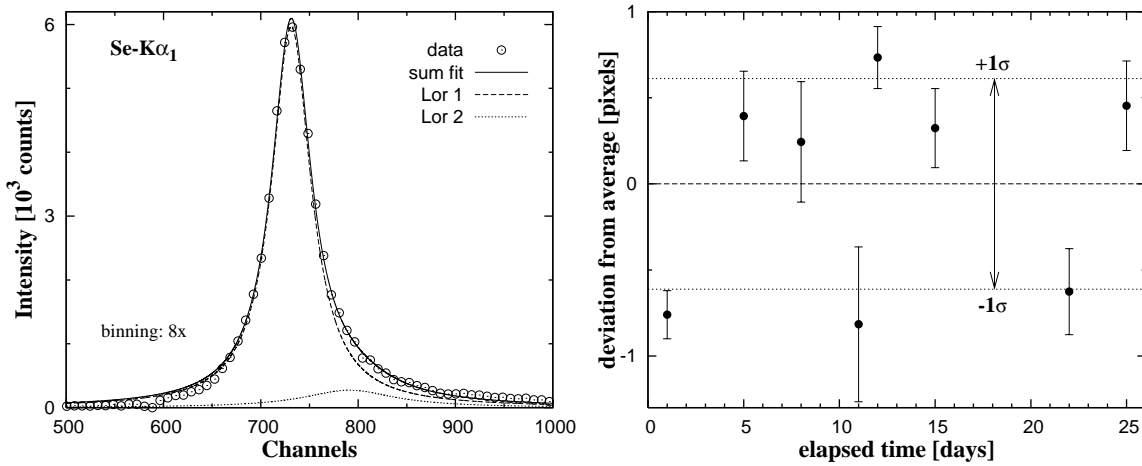 Se-Kα₁
data
sum fit
Lor 1
Lor 2
binning: 8x
Intensity [10³ counts]
6
3
0
500 600 700 800 900 1000
Channels
deviation from average [pixels]
1
0
-1
+1σ
-1σ
0 5 10 15 20 25
elapsed time [days]